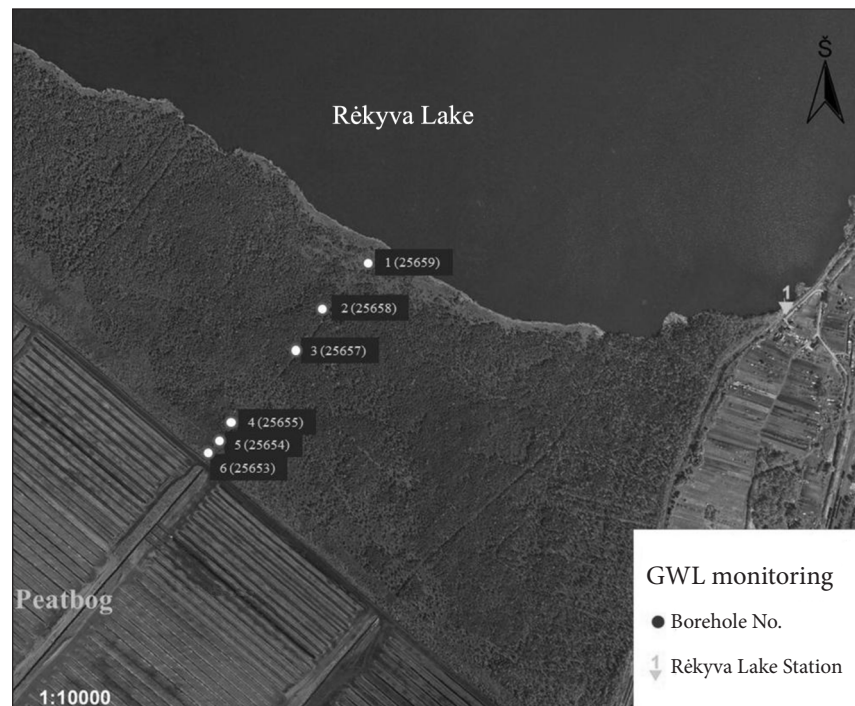 Š
Rėkyva Lake
1 (25659)
2 (25658)
1
3 (25657)
4 (25655)
5 (25654)
6 (25653)
Peatbog
1:10000
GWL monitoring
Borehole No.
1 Rėkyva Lake Station